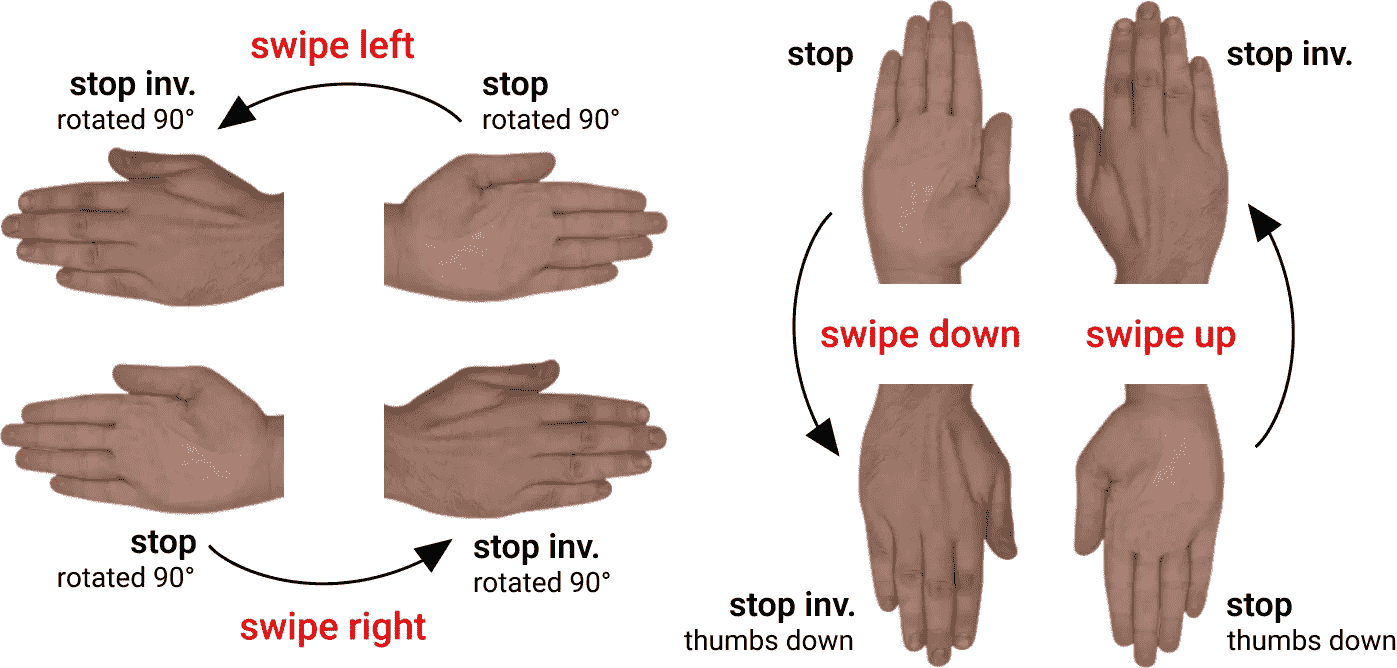 swipe left
stop inv.
rotated 90°
stop
rotated 90°
stop
rotated 90°
stop inv.
rotated 90°
swipe right
stop
stop inv.
swipe down
swipe up
stop inv.
thumbs down
stop
thumbs down